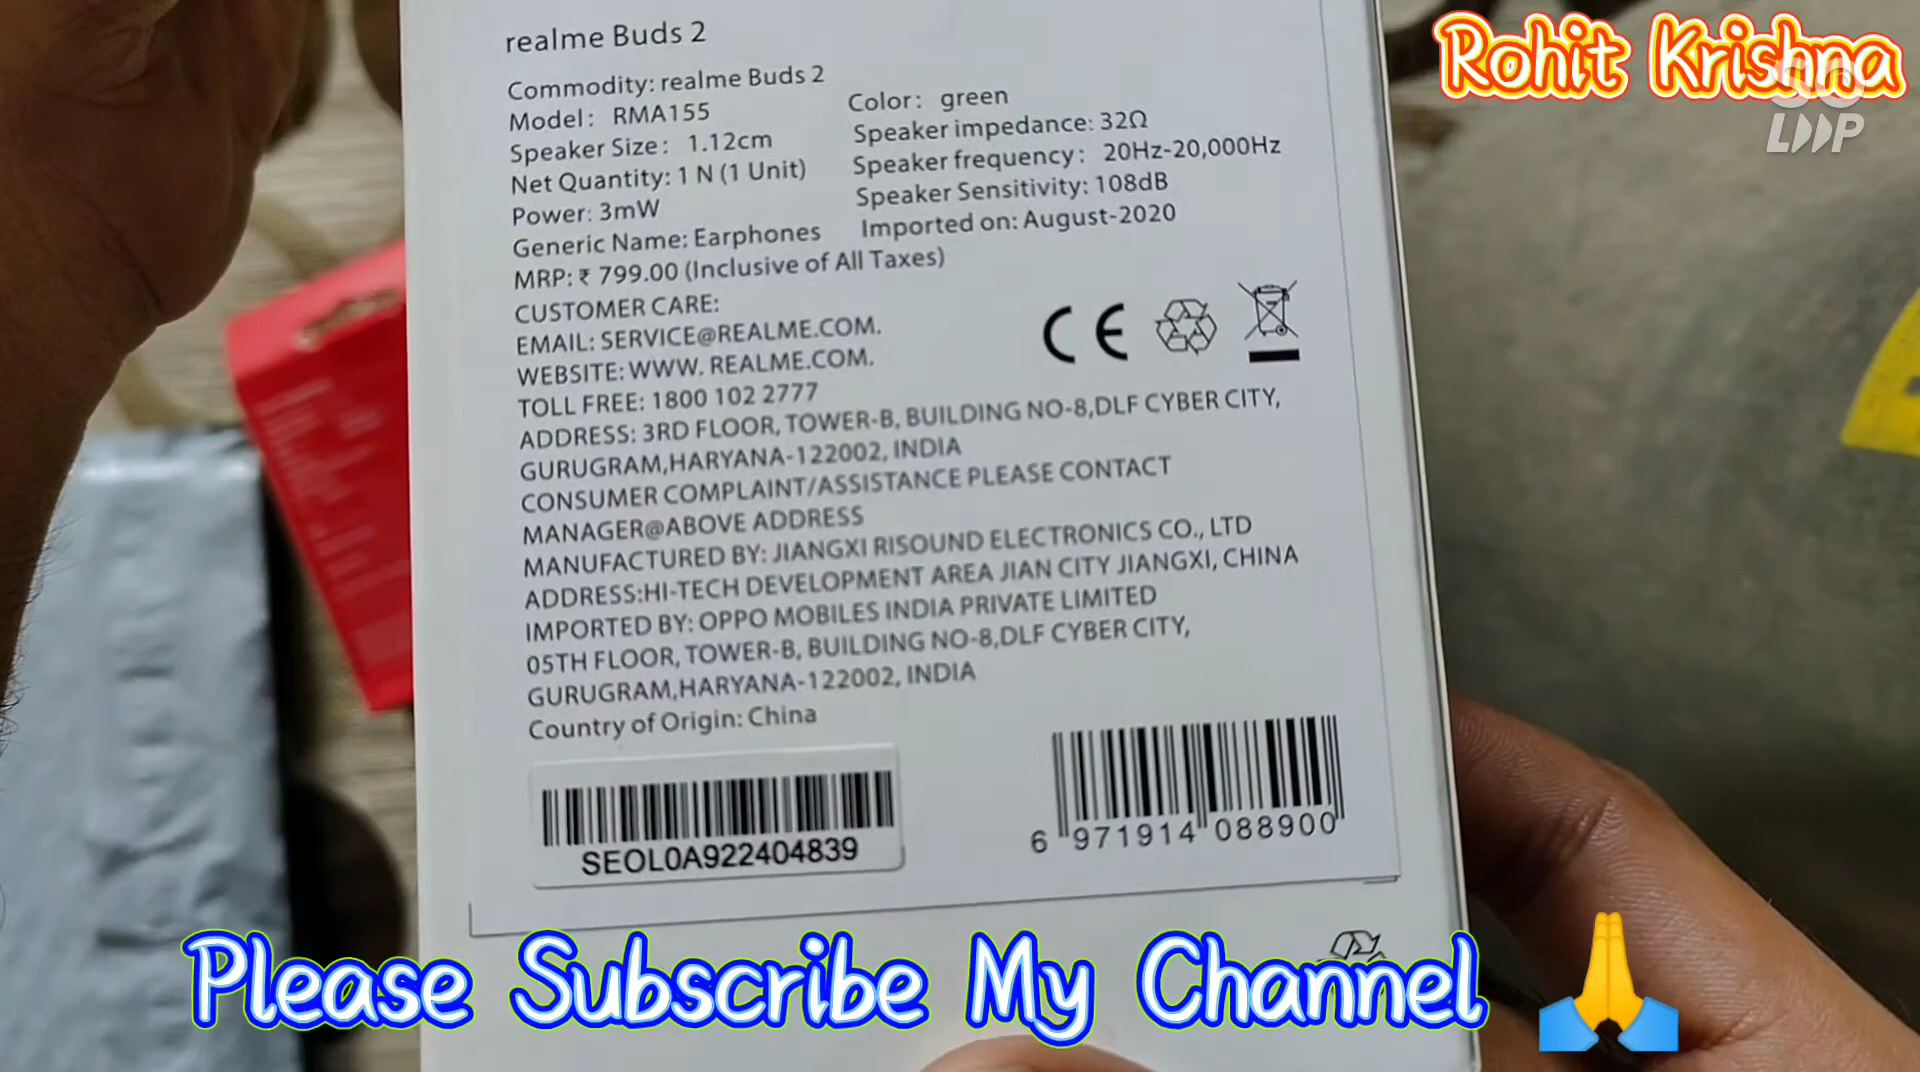 Rohit Krishna
SO
LOOP
realme Buds 2
Commodity: realme Buds 2
Model: RMA155
Color: green
Speaker Size: 1.12cm
Speaker impedance: 32Ω
Net Quantity: 1 N (1 Unit)
Speaker frequency: 20Hz-20,000Hz
Power: 3mW
Speaker Sensitivity: 108dB
Generic Name: Earphones
Imported on: August-2020
MRP: ₹ 799.00 (Inclusive of All Taxes)
CUSTOMER CARE:
EMAIL: SERVICE@REALME.COM.
WEBSITE: WWW. REALME.COM.
TOLL FREE: 1800 102 2777
CE
ADDRESS: 3RD FLOOR, TOWER-B, BUILDING NO-8,DLF CYBER CITY,
GURUGRAM,HARYANA-122002, INDIA
CONSUMER COMPLAINT/ASSISTANCE PLEASE CONTACT
MANAGER@ABOVE ADDRESS
MANUFACTURED BY: JIANGXI RISOUND ELECTRONICS CO., LTD
ADDRESS:HI-TECH DEVELOPMENT AREA JIAN CITY JIANGXI, CHINA
IMPORTED BY: OPPO MOBILES INDIA PRIVATE LIMITED
05TH FLOOR, TOWER-B, BUILDING NO-8,DLF CYBER CITY,
GURUGRAM,HARYANA-122002, INDIA
Country of Origin: China
SEOL0A922404839
6 971914 088900
Please Subscribe My Channel 🙏